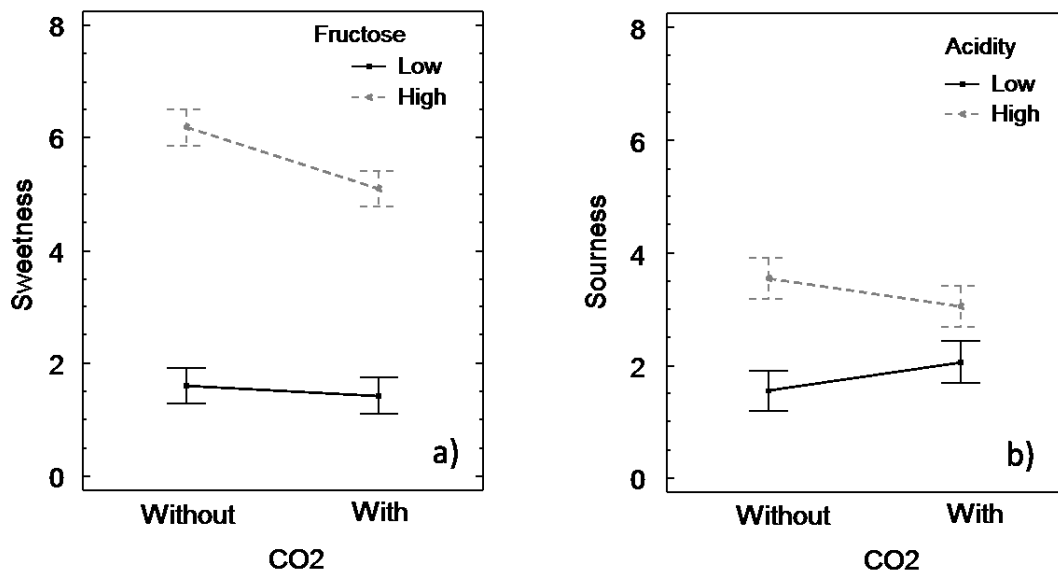 8
6
4
2
0
Sweetness
Fructose
Low
High
a)
Without With
CO2
8
6
4
2
0
Sourness
Acidity
Low
High
b)
Without With
CO2